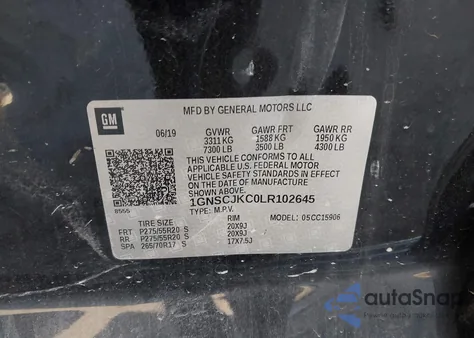 MFD BY GENERAL MOTORS LLC
GM
06/19 GVWR GAWR FRT GAWR RR
3311 KG 1588 KG 1950 KG
7300 LB 3500 LB 4300 LB
THIS VEHICLE CONFORMS TO ALL
APPLICABLE U.S. FEDERAL MOTOR
VEHICLE SAFETY STANDARDS IN EFFECT
ON THE DATE OF MANUFACTURE
SHOWN ABOVE.
1GNSCJKC0LR102645
TYPE: M.P.V.
TIRE SIZE RIM MODEL: 05CC15906
FRT P275/55R20 S 20X9J
RR P275/55R20 S 20X9J
SPA 265/70R17 S 17X7.5J
autoSnap